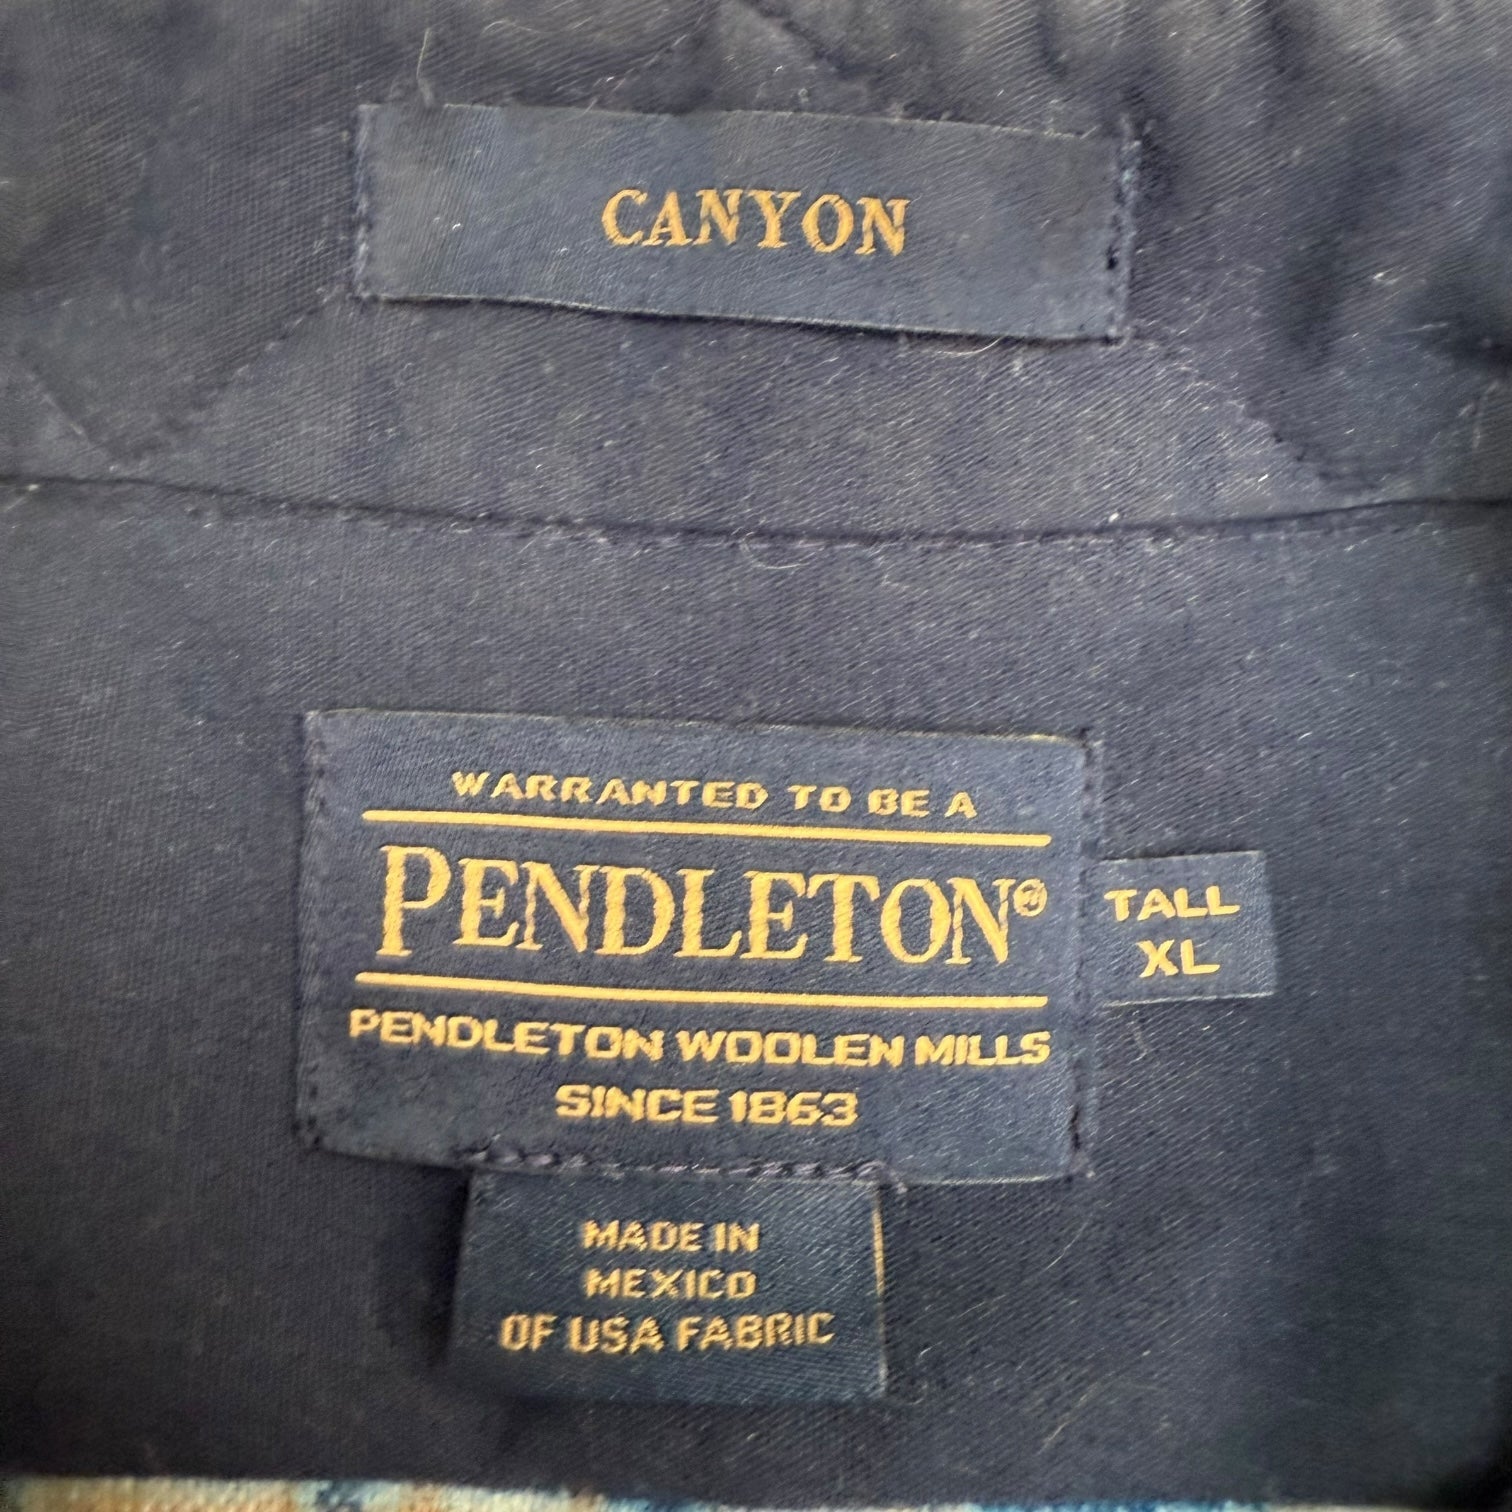 CANYON
WARRANTED TO BE A
PENDLETON®
TALL
XL
PENDLETON WOOLEN MILLS
SINCE 1863
MADE IN
MEXICO
OF USA FABRIC